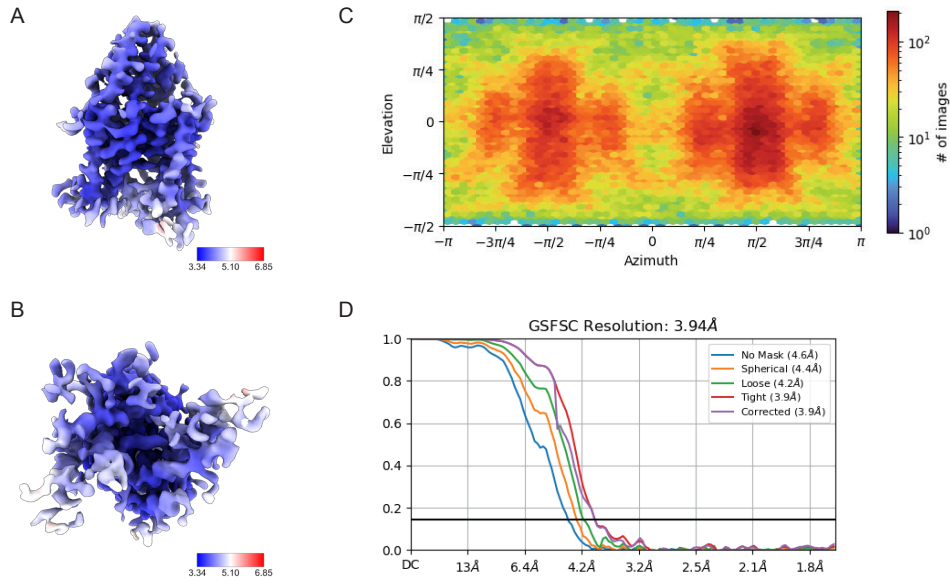 A
3.34 5.10 6.85
B
3.34 5.10 6.85
C
π/2
π/4
0
−π/4
−π/2
Elevation
−π −3π/4 −π/2 −π/4 0 π/4 π/2 3π/4 π
Azimuth
10²
10¹
10⁰
# of images
D
GSFSC Resolution: 3.94Å
1.0
0.8
0.6
0.4
0.2
0.0
DC 13Å 6.4Å 4.2Å 3.2Å 2.5Å 2.1Å 1.8Å
No Mask (4.6Å)
Spherical (4.4Å)
Loose (4.2Å)
Tight (3.9Å)
Corrected (3.9Å)